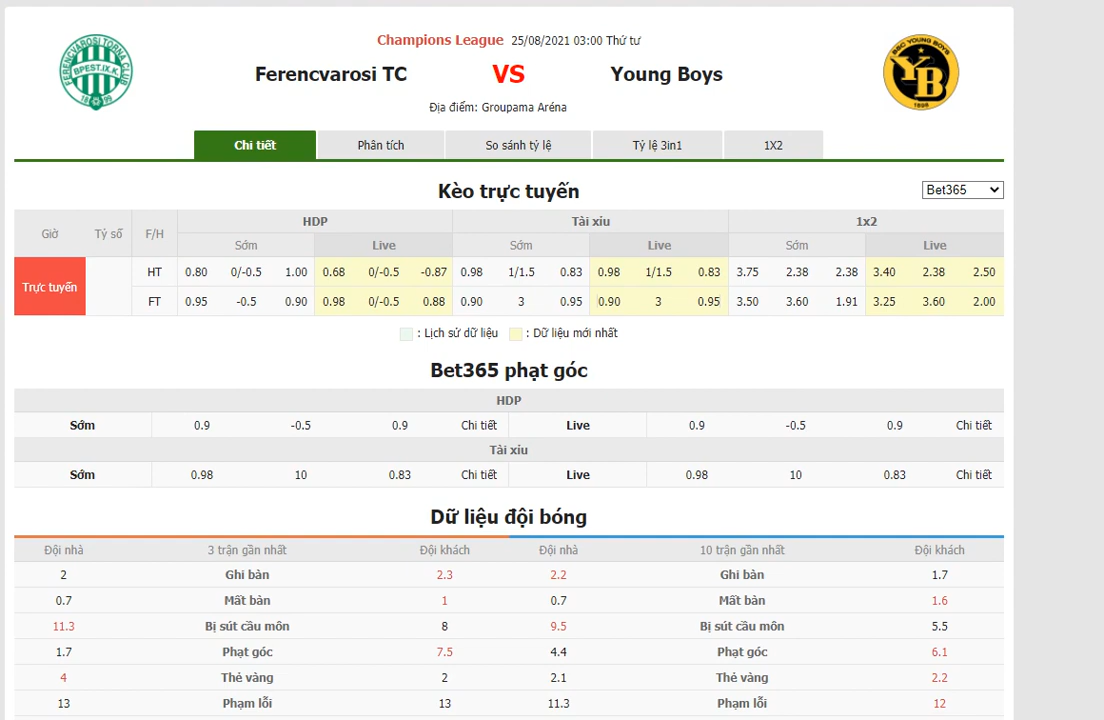 Champions League 25/08/2021 03:00 Thứ tư
FERENCVAROSI TORNA CLUB
BPEST.IX.K.
18 99
Ferencvarosi TC VS Young Boys
BSC YOUNG BOYS
YB
1898
Địa điểm: Groupama Aréna
Chi tiết Phân tích So sánh tỷ lệ Tỷ lệ 3in1 1X2
Kèo trực tuyến
Bet365
Giờ Tỷ số F/H HDP Tài xỉu 1x2
Sớm Live Sớm Live Sớm Live
Trực tuyến
HT 0.80 0/-0.5 1.00 0.68 0/-0.5 -0.87 0.98 1/1.5 0.83 0.98 1/1.5 0.83 3.75 2.38 2.38 3.40 2.38 2.50
FT 0.95 -0.5 0.90 0.98 0/-0.5 0.88 0.90 3 0.95 0.90 3 0.95 3.50 3.60 1.91 3.25 3.60 2.00
: Lịch sử dữ liệu : Dữ liệu mới nhất
Bet365 phạt góc
HDP
Sớm 0.9 -0.5 0.9 Chi tiết Live 0.9 -0.5 0.9 Chi tiết
Tài xỉu
Sớm 0.98 10 0.83 Chi tiết Live 0.98 10 0.83 Chi tiết
Dữ liệu đội bóng
Đội nhà 3 trận gần nhất Đội khách Đội nhà 10 trận gần nhất Đội khách
2 Ghi bàn 2.3 2.2 Ghi bàn 1.7
0.7 Mất bàn 1 0.7 Mất bàn 1.6
11.3 Bị sút cầu môn 8 9.5 Bị sút cầu môn 5.5
1.7 Phạt góc 7.5 4.4 Phạt góc 6.1
4 Thẻ vàng 2 2.1 Thẻ vàng 2.2
13 Phạm lỗi 13 11.3 Phạm lỗi 12